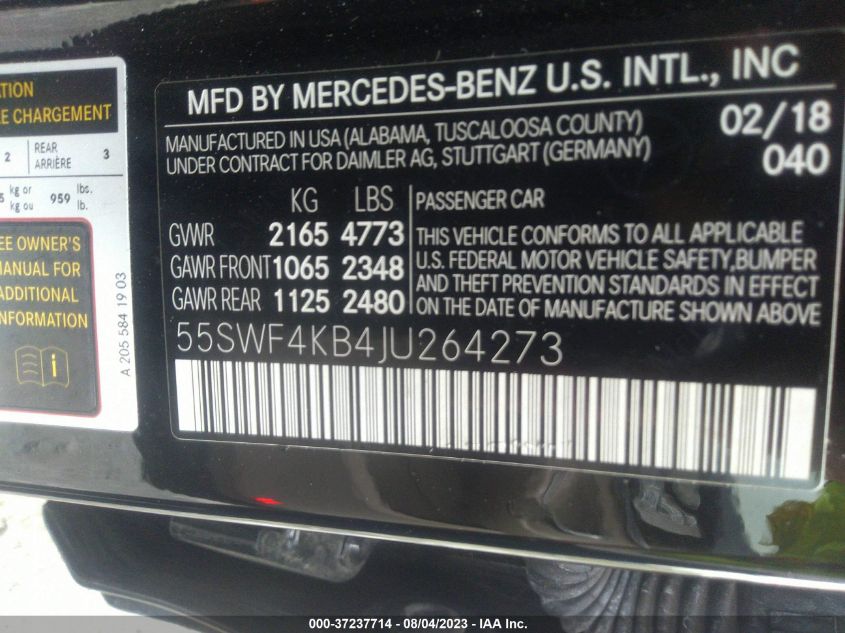 ATION
E CHARGEMENT
2 REAR ARRIÈRE 3
5 kg or kg ou 959 lbs. lb.
EE OWNER'S
MANUAL FOR
ADDITIONAL
INFORMATION
i
A 205 584 19 03
MFD BY MERCEDES-BENZ U.S. INTL., INC
MANUFACTURED IN USA (ALABAMA, TUSCALOOSA COUNTY) 02/18
UNDER CONTRACT FOR DAIMLER AG, STUTTGART (GERMANY) 040
KG LBS PASSENGER CAR
GVWR 2165 4773 THIS VEHICLE CONFORMS TO ALL APPLICABLE
GAWR FRONT 1065 2348 U.S. FEDERAL MOTOR VEHICLE SAFETY, BUMPER
GAWR REAR 1125 2480 AND THEFT PREVENTION STANDARDS IN EFFECT
ON THE DATE OF MANUFACTURE SHOWN ABOVE
55SWF4KB4JU264273
000-37237714 - 08/04/2023 - IAA Inc.